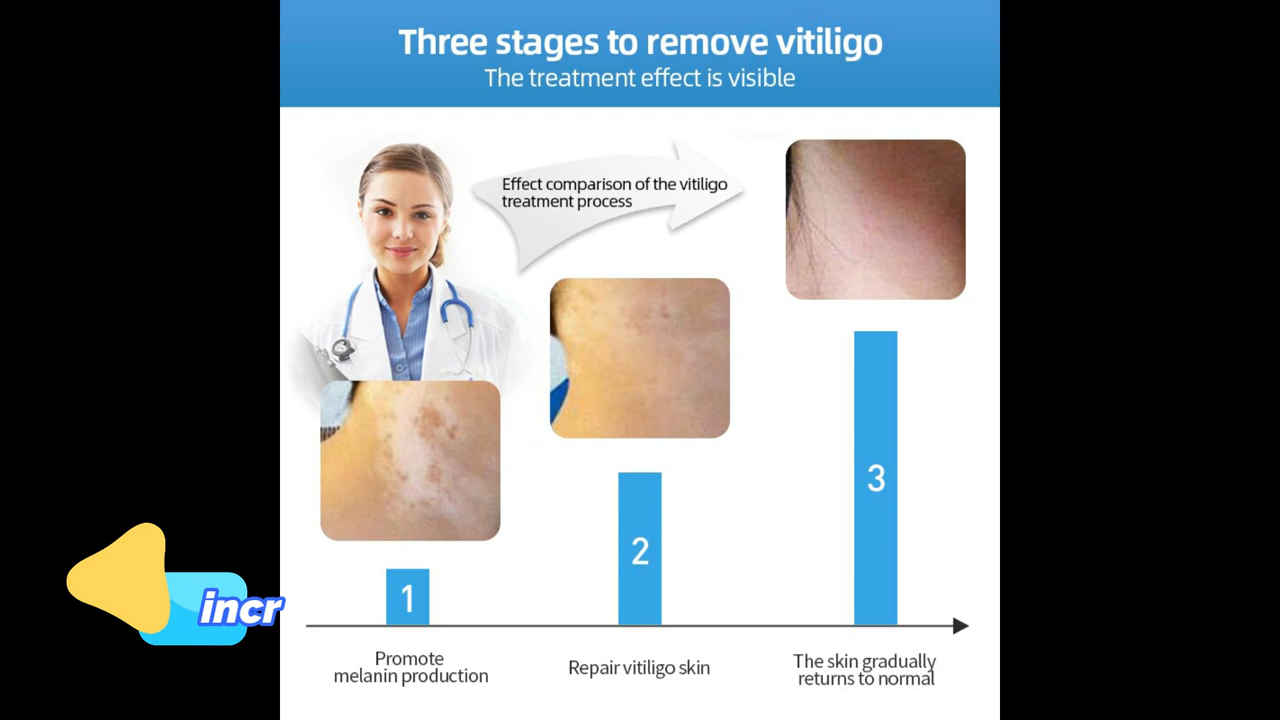 Three stages to remove vitiligo
The treatment effect is visible
Effect comparison of the vitiligo
treatment process
3
2
1
incr
Promote
melanin production
Repair vitiligo skin
The skin gradually
returns to normal